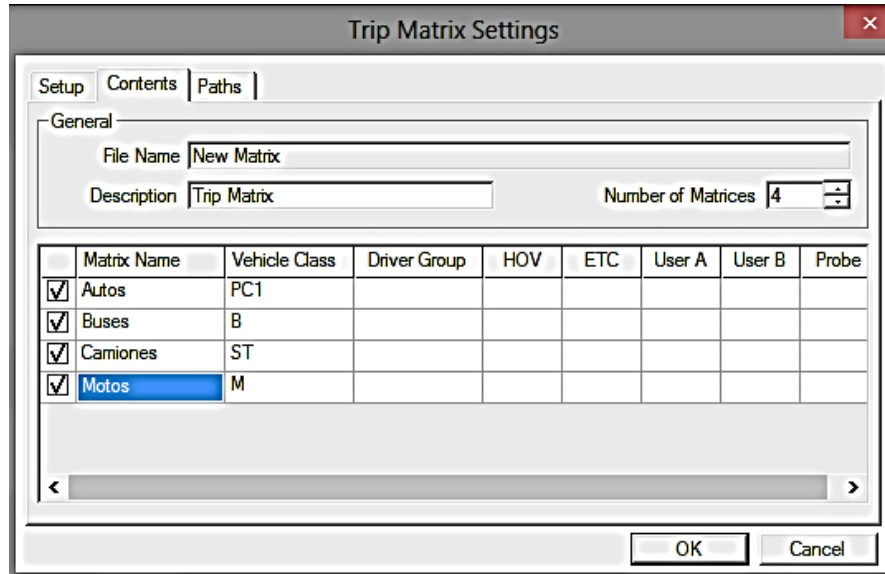 Trip Matrix Settings
Setup Contents Paths
General
File Name New Matrix
Description Trip Matrix Number of Matrices 4
Matrix Name Vehicle Class Driver Group HOV ETC User A User B Probe
Autos PC1
Buses B
Camiones ST
Motos M
OK Cancel